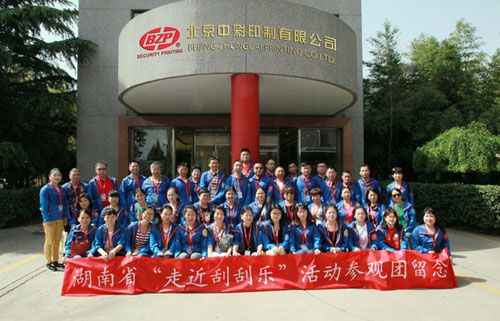 BZP
SECURITY PRINTING
北京中彩印制有限公司
BEIJING ZHONGCAI PRINTING CO.,LTD.
湖南省“走近刮刮乐”活动参观团留念